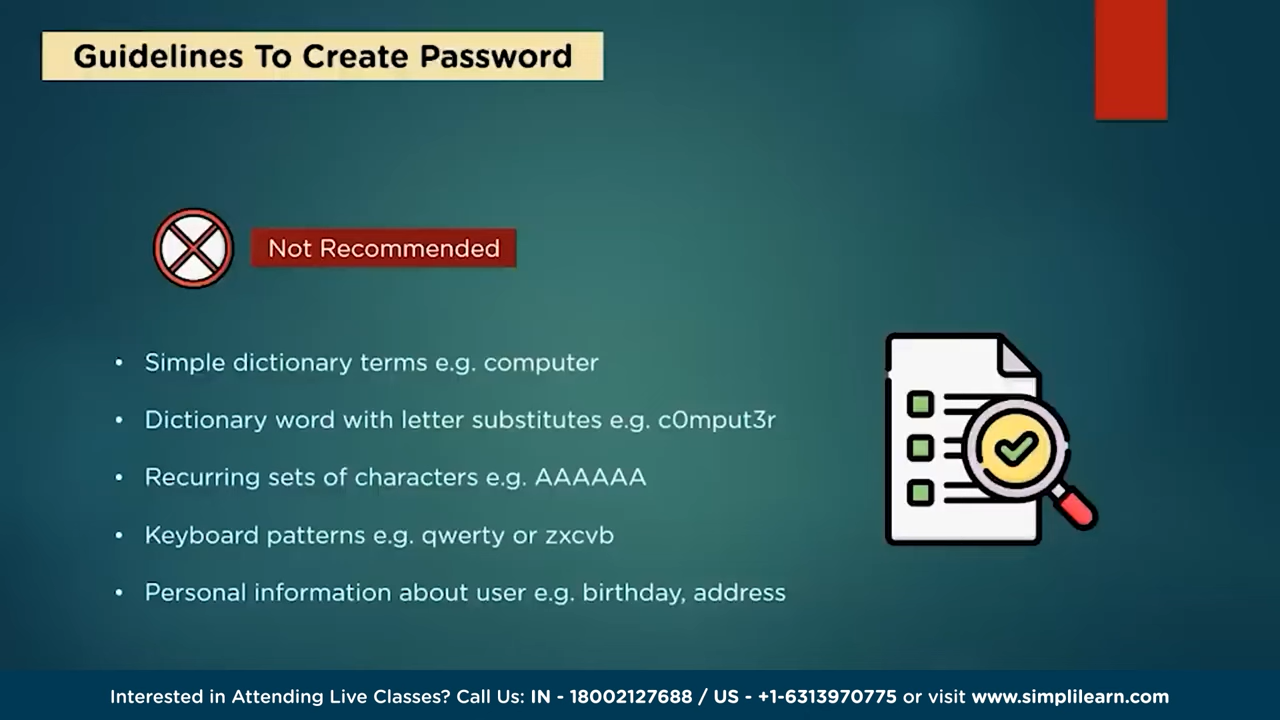 Guidelines To Create Password
Not Recommended
• Simple dictionary terms e.g. computer
• Dictionary word with letter substitutes e.g. c0mput3r
• Recurring sets of characters e.g. AAAAAA
• Keyboard patterns e.g. qwerty or zxcvb
• Personal information about user e.g. birthday, address
Interested in Attending Live Classes? Call Us: IN - 18002127688 / US - +1-6313970775 or visit www.simplilearn.com